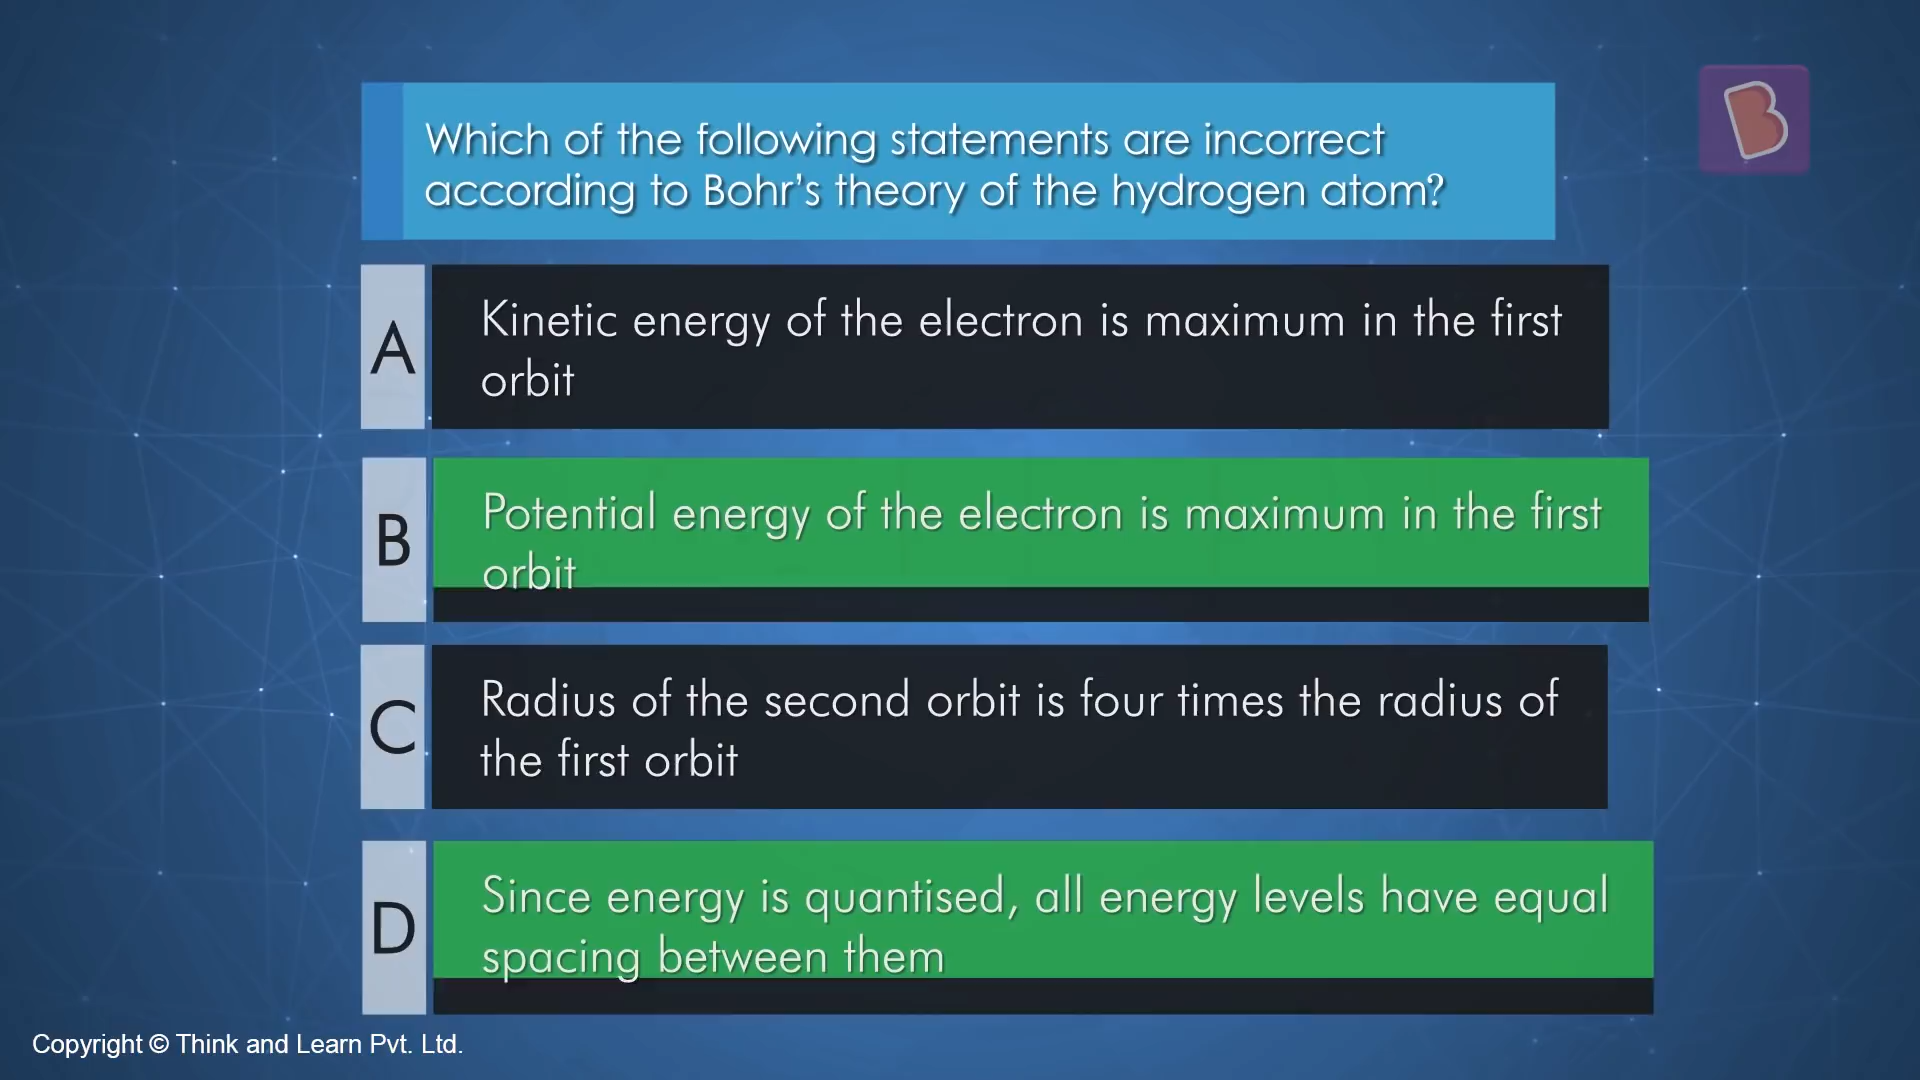 Which of the following statements are incorrect
according to Bohr’s theory of the hydrogen atom?
A
Kinetic energy of the electron is maximum in the first
orbit
B
Potential energy of the electron is maximum in the first
orbit
C
Radius of the second orbit is four times the radius of
the first orbit
D
Since energy is quantised, all energy levels have equal
spacing between them
B
Copyright © Think and Learn Pvt. Ltd.